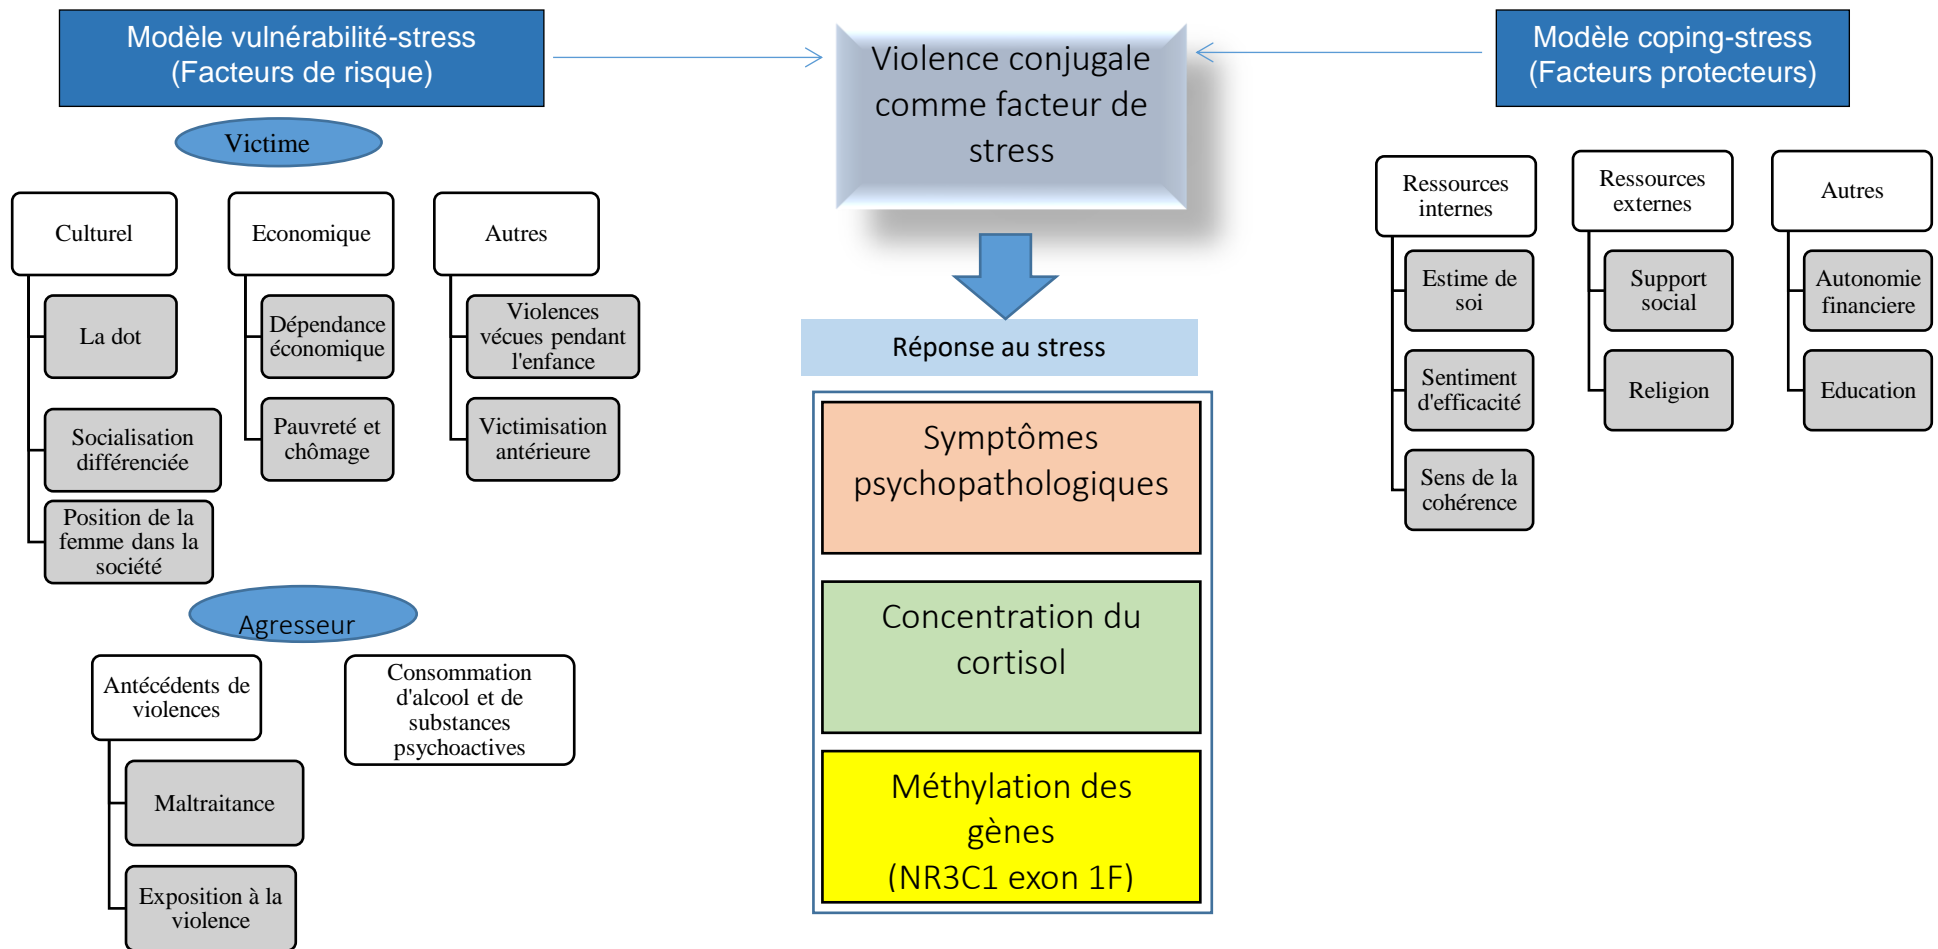 Modèle vulnérabilité-stress
(Facteurs de risque)
Violence conjugale
comme facteur de
stress
Modèle coping-stress
(Facteurs protecteurs)
Victime
Culturel
La dot
Socialisation
différenciée
Position de la
femme dans la
société
Economique
Dépendance
économique
Pauvreté et
chômage
Autres
Violences
vécues pendant
l'enfance
Victimisation
antérieure
Agresseur
Antécédents de
violences
Maltraitance
Exposition à la
violence
Consommation
d'alcool et de
substances
psychoactives
Réponse au stress
Symptômes
psychopathologiques
Concentration du
cortisol
Méthylation des
gènes
(NR3C1 exon 1F)
Ressources
internes
Estime de
soi
Sentiment
d'efficacité
Sens de la
cohérence
Ressources
externes
Support
social
Religion
Autres
Autonomie
financiere
Education